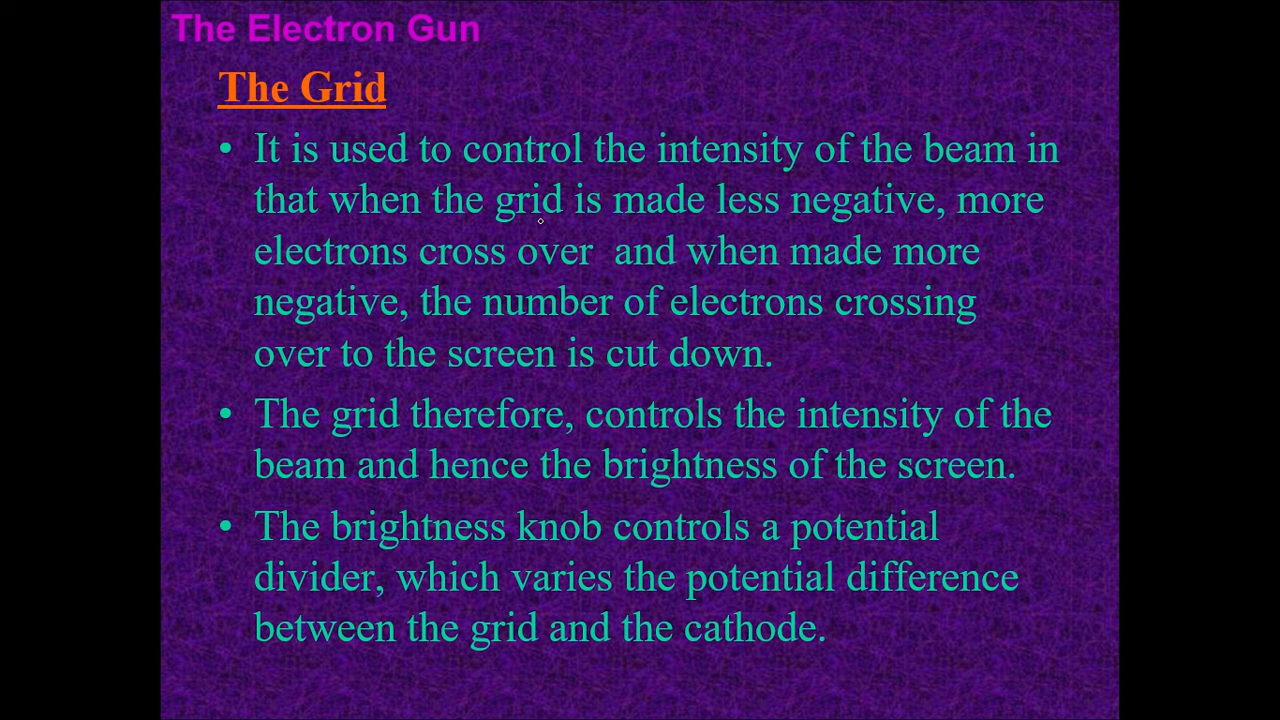 The Electron Gun
The Grid
• It is used to control the intensity of the beam in
that when the grid is made less negative, more
electrons cross over  and when made more
negative, the number of electrons crossing
over to the screen is cut down.
• The grid therefore, controls the intensity of the
beam and hence the brightness of the screen.
• The brightness knob controls a potential
divider, which varies the potential difference
between the grid and the cathode.